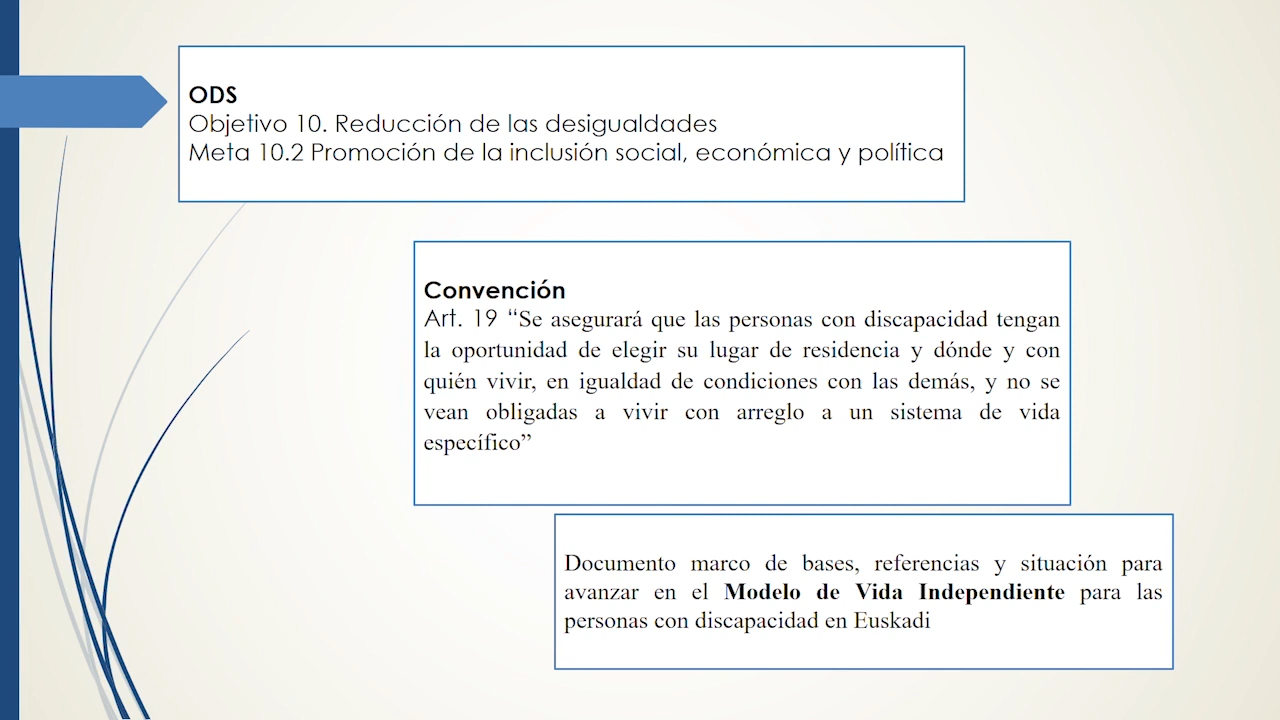 ODS
Objetivo 10. Reducción de las desigualdades
Meta 10.2 Promoción de la inclusión social, económica y política
Convención
Art. 19 “Se asegurará que las personas con discapacidad tengan
la oportunidad de elegir su lugar de residencia y dónde y con
quién vivir, en igualdad de condiciones con las demás, y no se
vean obligadas a vivir con arreglo a un sistema de vida
específico”
Documento marco de bases, referencias y situación para
avanzar en el Modelo de Vida Independiente para las
personas con discapacidad en Euskadi